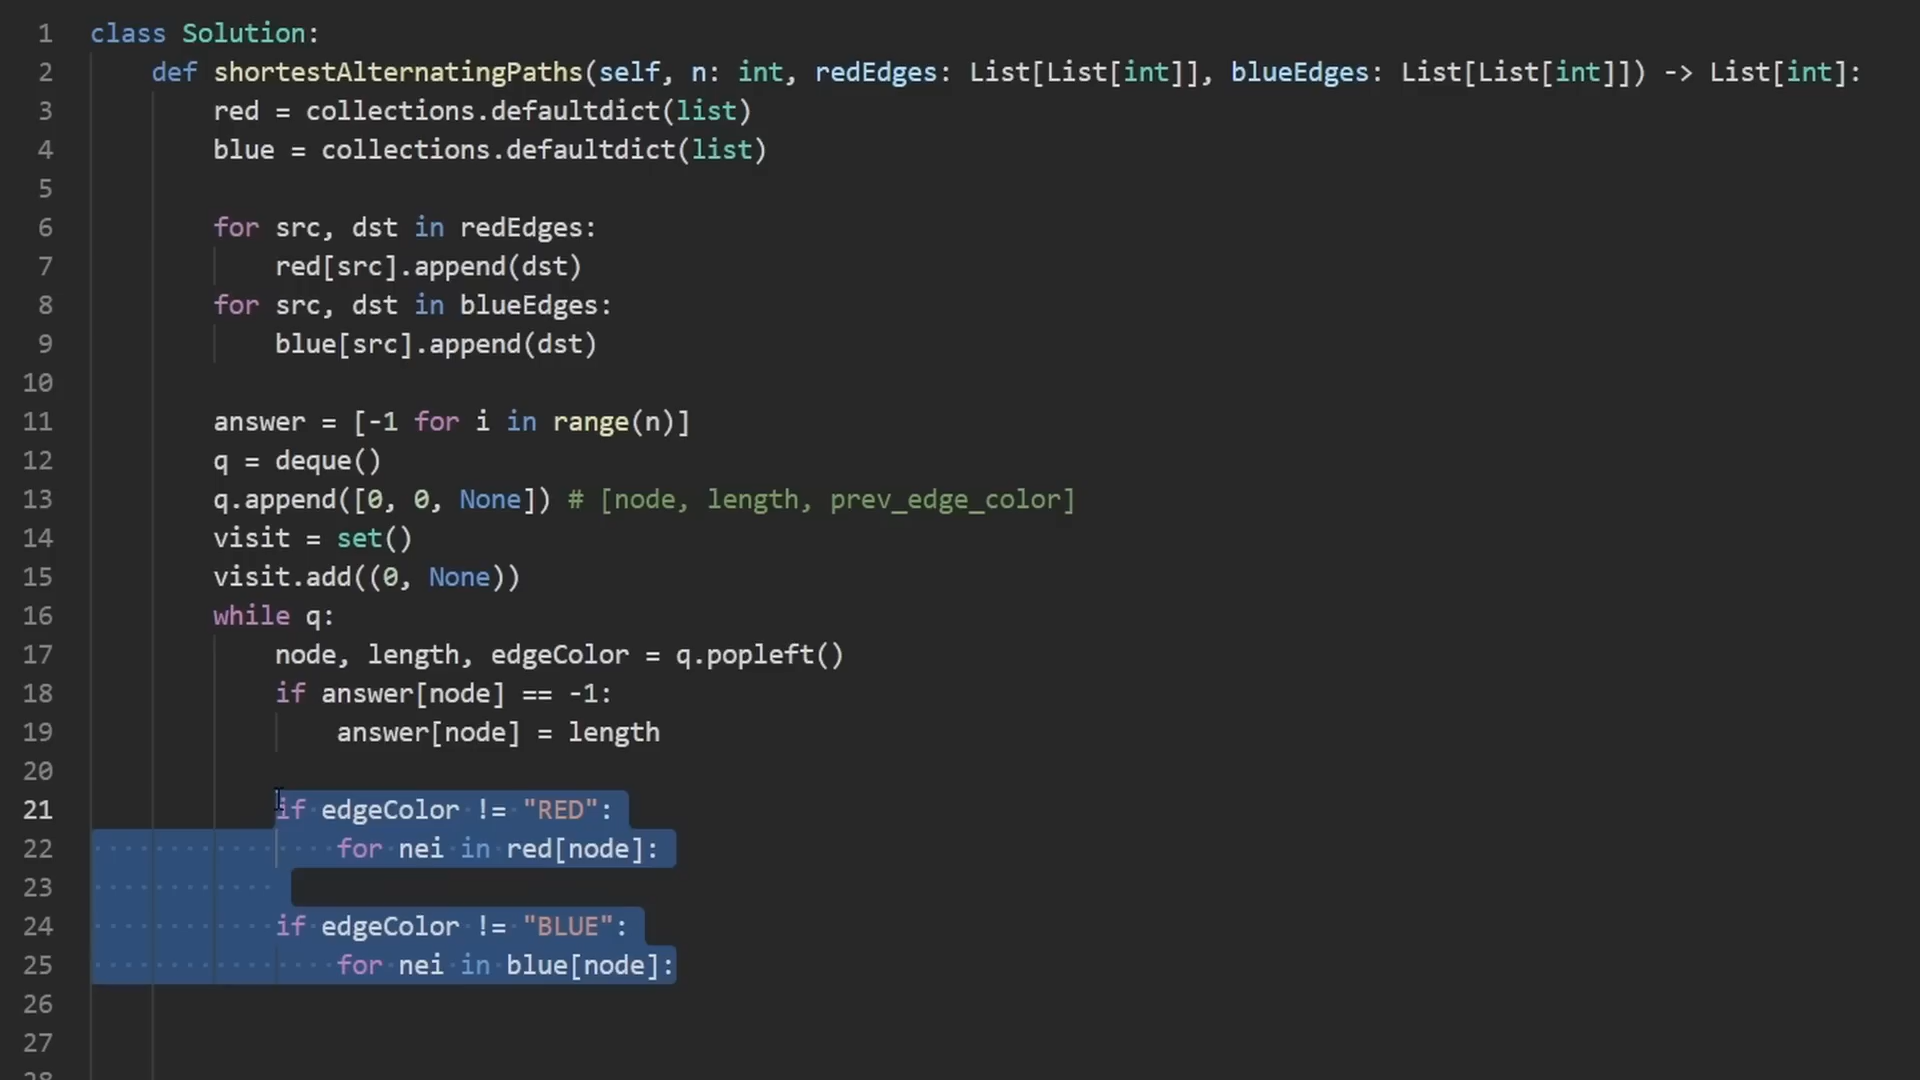 1 class Solution:
2 def shortestAlternatingPaths(self, n: int, redEdges: List[List[int]], blueEdges: List[List[int]]) -> List[int]:
3 red = collections.defaultdict(list)
4 blue = collections.defaultdict(list)
5
6 for src, dst in redEdges:
7 red[src].append(dst)
8 for src, dst in blueEdges:
9 blue[src].append(dst)
10
11 answer = [-1 for i in range(n)]
12 q = deque()
13 q.append([0, 0, None]) # [node, length, prev_edge_color]
14 visit = set()
15 visit.add((0, None))
16 while q:
17 node, length, edgeColor = q.popleft()
18 if answer[node] == -1:
19 answer[node] = length
20
21 if edgeColor != "RED":
22 for nei in red[node]:
23
24 if edgeColor != "BLUE":
25 for nei in blue[node]:
26
27
28